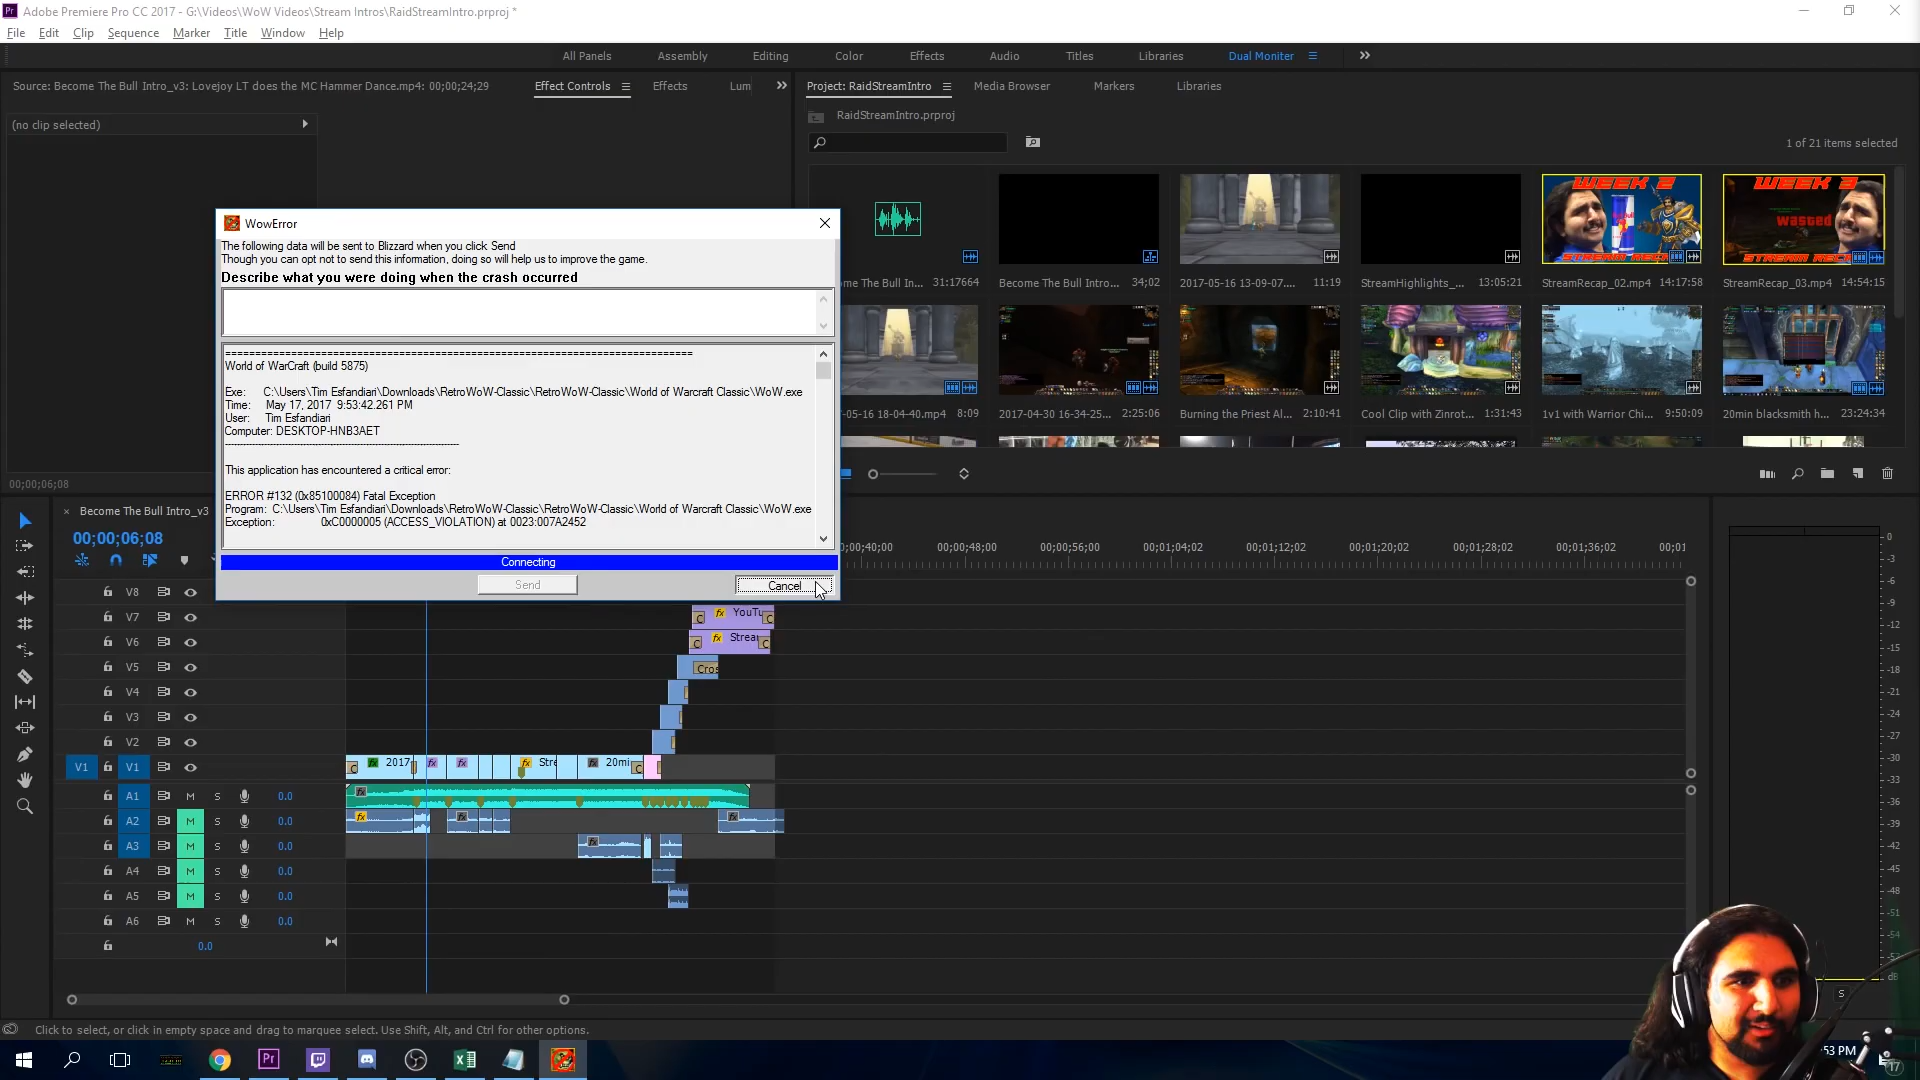 Adobe Premiere Pro CC 2017 - G:\Videos\WoW Videos\Stream Intros\RaidStreamIntro.prproj *
File Edit Clip Sequence Marker Title Window Help
All Panels Assembly Editing Color Effects Audio Titles Libraries Dual Moniter
Source: Become The Bull Intro_v3: Lovejoy LT does the MC Hammer Dance.mp4: 00;00;24;29 Effect Controls Effects Lum
Project: RaidStreamIntro Media Browser Markers Libraries
(no clip selected)
RaidStreamIntro.prproj
1 of 21 items selected
WEEK 2
STREAM RECA
WEEK 3
wasted
STREAM REC
ome The Bull In... 31:17664
Become The Bull Intro... 34;02
2017-05-16 13-09-07.... 11:19
StreamHighlights_... 13:05:21
StreamRecap_02.mp4 14:17:58
StreamRecap_03.mp4 14:54:15
-05-16 18-04-40.mp4 8:09
2017-04-30 16-34-25... 2:25:06
Burning the Priest Al... 2:10:41
Cool Clip with Zinrot... 1:31:43
1v1 with Warrior Chi... 9:50:09
20min blacksmith h... 23:24:34
WowError
The following data will be sent to Blizzard when you click Send
Though you can opt not to send this information, doing so will help us to improve the game.
Describe what you were doing when the crash occurred
==============================================================================
World of WarCraft (build 5875)
Exe: C:\Users\Tim Esfandiari\Downloads\RetroWoW-Classic\RetroWoW-Classic\World of Warcraft Classic\WoW.exe
Time: May 17, 2017 9:53:42.261 PM
User: Tim Esfandiari
Computer: DESKTOP-HNB3AET
------------------------------------------------------------------------------
This application has encountered a critical error:
ERROR #132 (0x85100084) Fatal Exception
Program: C:\Users\Tim Esfandiari\Downloads\RetroWoW-Classic\RetroWoW-Classic\World of Warcraft Classic\WoW.exe
Exception: 0xC0000005 (ACCESS_VIOLATION) at 0023:007A2452
Connecting
Send Cancel
00;00;06;08
Become The Bull Intro_v3
00;00;06;08
00;00;40;00 00;00;48;00 00;00;56;00 00;01;04;02 00;01;12;02 00;01;20;02 00;01;28;02 00;01;36;02 00;01
V8
V7 YouTu
V6 Strea
V5 Cros
V4
V3
V2
V1 V1 2017 Stre 20mi
A1 M S 0.0
A2 M S 0.0
A3 M S 0.0
A4 M S 0.0
A5 M S 0.0
A6 M S 0.0
0.0
0
-3
-6
-9
-12
-15
-18
-21
-24
-27
-30
-33
-36
-39
-42
-45
-48
-51
-54
dB
S
Click to select, or click in empty space and drag to marquee select. Use Shift, Alt, and Ctrl for other options.
:53 PM
17